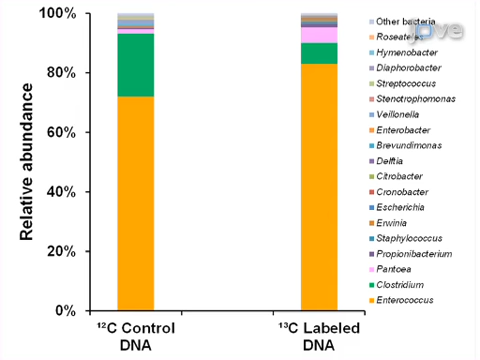 100%
80%
60%
40%
20%
0%
Relative abundance
¹²C Control
DNA
¹³C Labeled
DNA
jove
Other bacteria
Roseateles
Hymenobacter
Diaphorobacter
Streptococcus
Stenotrophomonas
Veillonella
Enterobacter
Brevundimonas
Delftia
Citrobacter
Cronobacter
Escherichia
Erwinia
Staphylococcus
Propionibacterium
Pantoea
Clostridium
Enterococcus